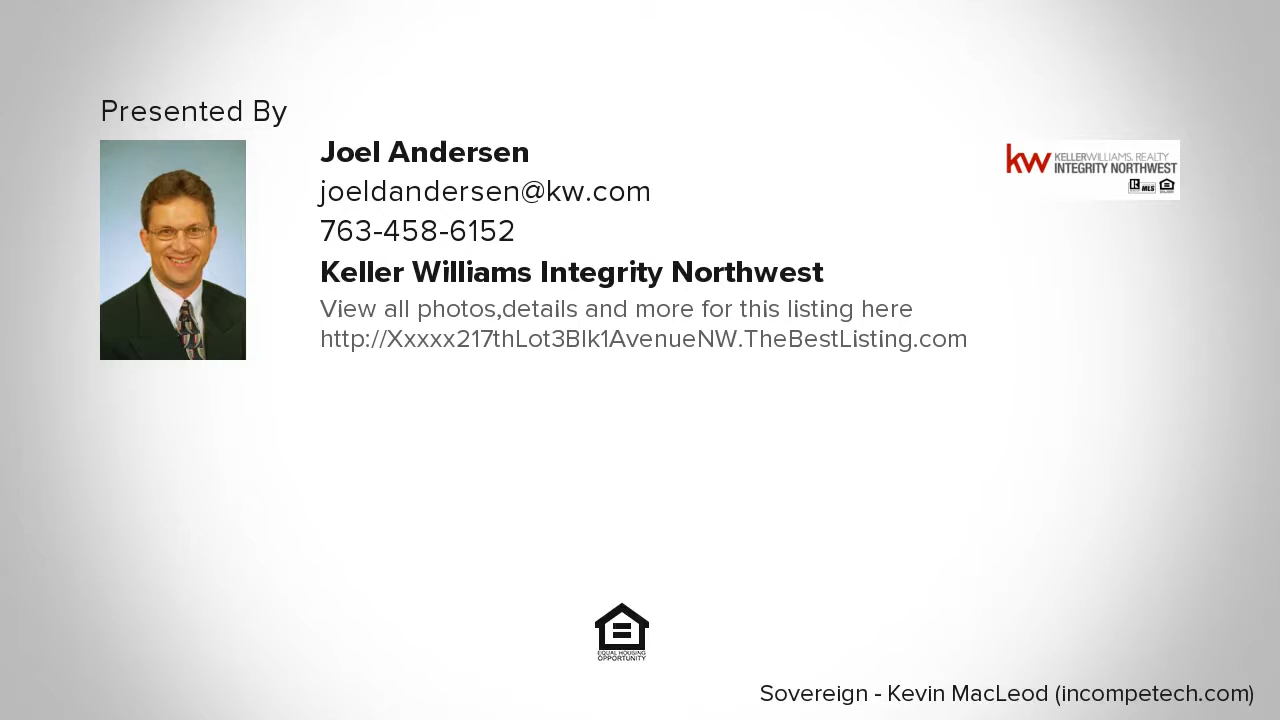 Presented By
Joel Andersen
joeldandersen@kw.com
763-458-6152
Keller Williams Integrity Northwest
View all photos,details and more for this listing here
http://Xxxxx217thLot3Blk1AvenueNW.TheBestListing.com
kw KELLERWILLIAMS. REALTY
INTEGRITY NORTHWEST
R MLS
EQUAL HOUSING
OPPORTUNITY
Sovereign - Kevin MacLeod (incompetech.com)